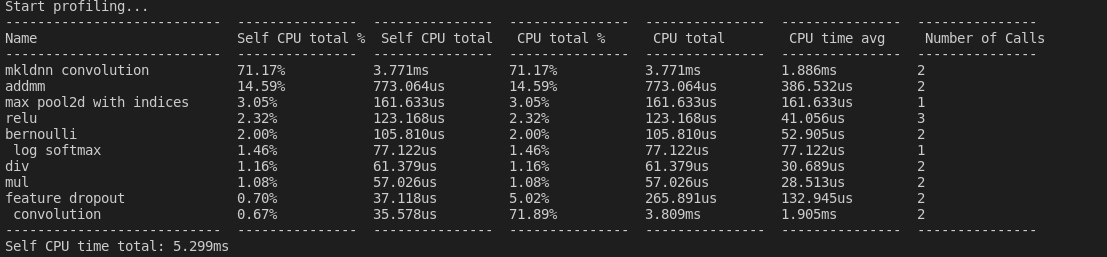 Start profiling...
---------------------------  ---------------  ---------------  ---------------  ---------------  ---------------  ---------------
Name                         Self CPU total %  Self CPU total   CPU total %      CPU total        CPU time avg     Number of Calls
---------------------------  ---------------  ---------------  ---------------  ---------------  ---------------  ---------------
mkldnn convolution           71.17%           3.771ms          71.17%           3.771ms          1.886ms          2
addmm                        14.59%           773.064us        14.59%           773.064us        386.532us        2
max pool2d with indices      3.05%            161.633us        3.05%            161.633us        161.633us        1
relu                         2.32%            123.168us        2.32%            123.168us        41.056us         3
bernoulli                    2.00%            105.810us        2.00%            105.810us        52.905us         2
 log softmax                 1.46%            77.122us         1.46%            77.122us         77.122us         1
div                          1.16%            61.379us         1.16%            61.379us         30.689us         2
mul                          1.08%            57.026us         1.08%            57.026us         28.513us         2
feature dropout              0.70%            37.118us         5.02%            265.891us        132.945us        2
 convolution                 0.67%            35.578us         71.89%           3.809ms          1.905ms          2
---------------------------  ---------------  ---------------  ---------------  ---------------  ---------------  ---------------
Self CPU time total: 5.299ms